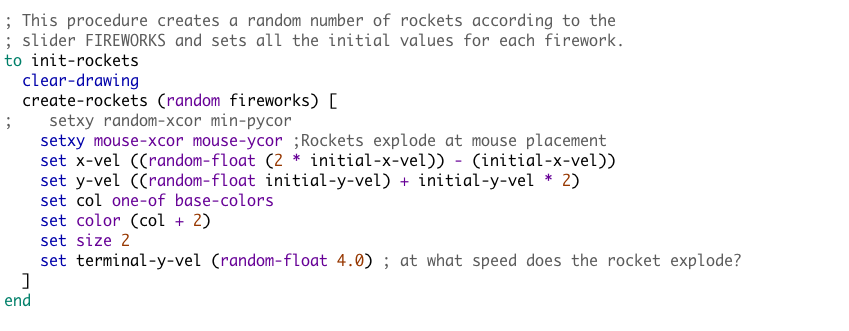 ; This procedure creates a random number of rockets according to the
; slider FIREWORKS and sets all the initial values for each firework.
to init-rockets
  clear-drawing
  create-rockets (random fireworks) [
;    setxy random-xcor min-pycor
    setxy mouse-xcor mouse-ycor ;Rockets explode at mouse placement
    set x-vel ((random-float (2 * initial-x-vel)) - (initial-x-vel))
    set y-vel ((random-float initial-y-vel) + initial-y-vel * 2)
    set col one-of base-colors
    set color (col + 2)
    set size 2
    set terminal-y-vel (random-float 4.0) ; at what speed does the rocket explode?
  ]
end